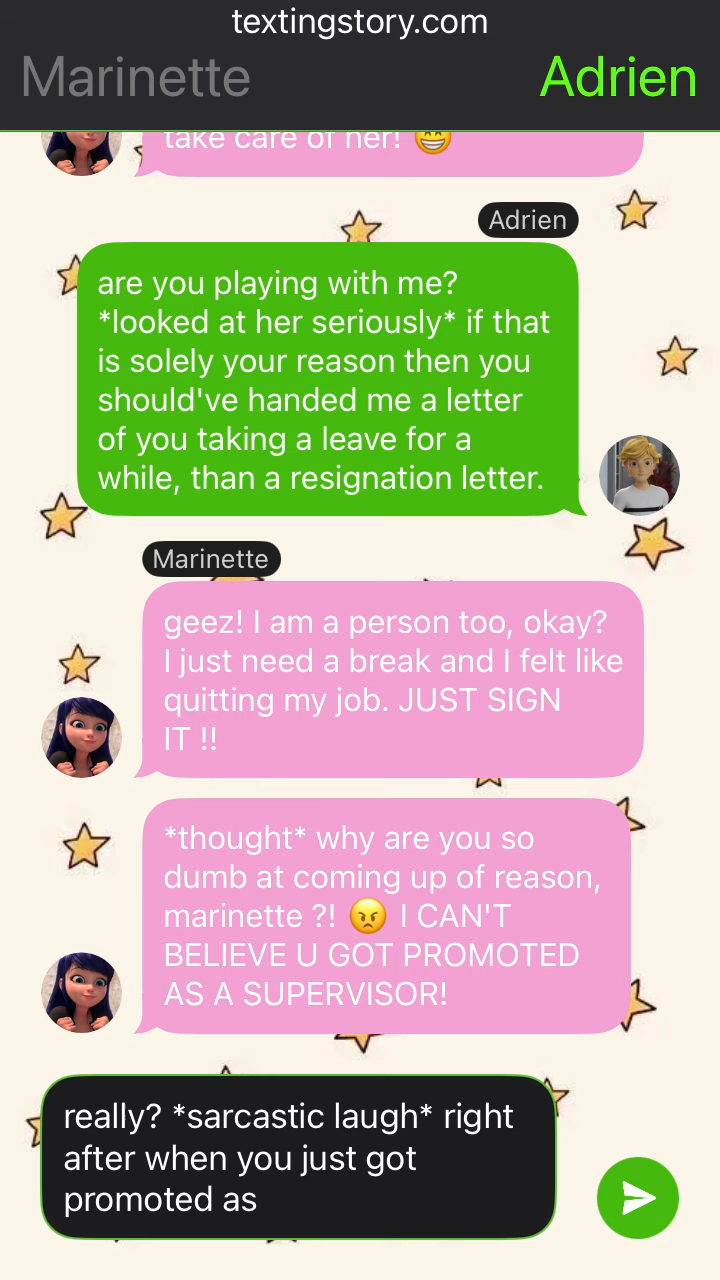 textingstory.com
Marinette Adrien
take care of her! 😁
Adrien
are you playing with me?
*looked at her seriously* if that
is solely your reason then you
should've handed me a letter
of you taking a leave for a
while, than a resignation letter.
Marinette
geez! I am a person too, okay?
I just need a break and I felt like
quitting my job. JUST SIGN
IT !!
*thought* why are you so
dumb at coming up of reason,
marinette ?! 😠 I CAN'T
BELIEVE U GOT PROMOTED
AS A SUPERVISOR!
really? *sarcastic laugh* right
after when you just got
promoted as